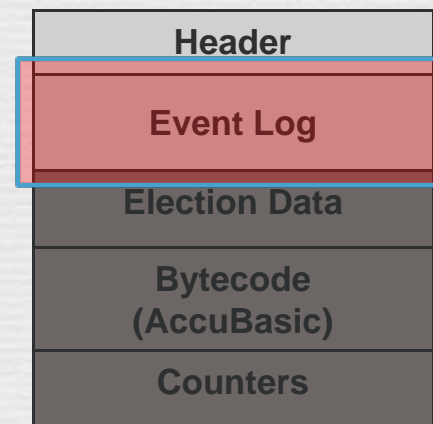 Header
Event Log
Election Data
Bytecode
(AccuBasic)
Counters